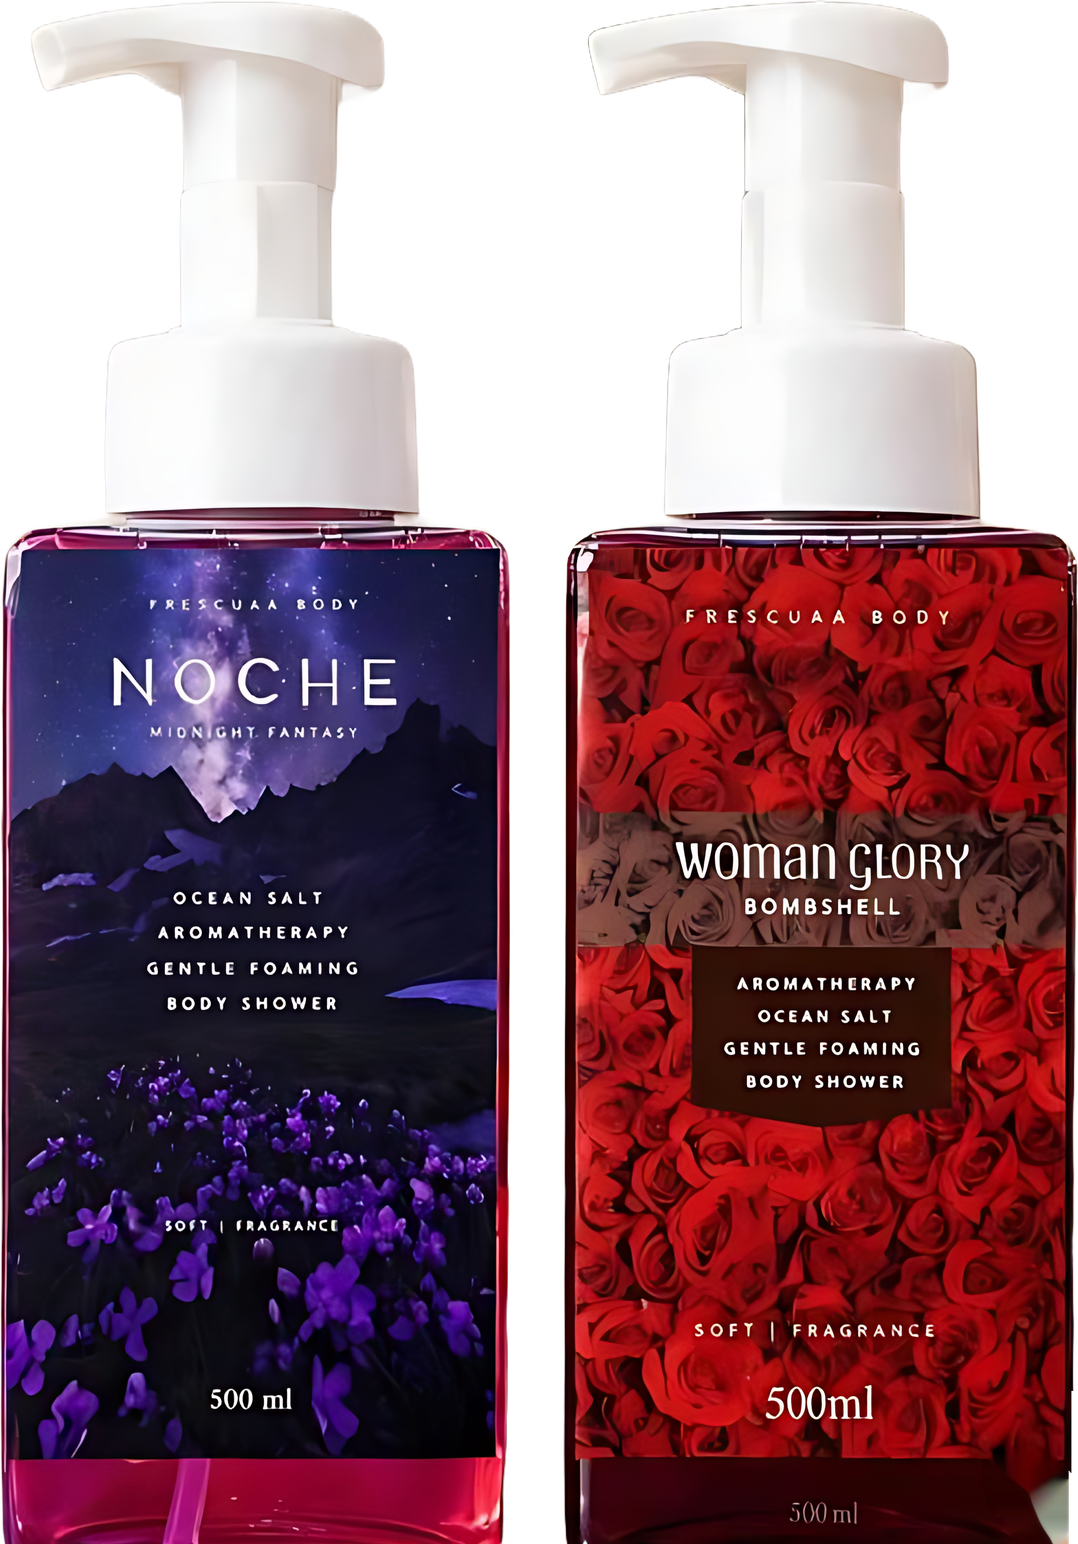 FRESCUAA BODY
NOCHE
MIDNIGHT FANTASY
OCEAN SALT
AROMATHERAPY
GENTLE FOAMING
BODY SHOWER
SOFT | FRAGRANCE
500 ml
FRESCUAA BODY
WOMAN GLORY
BOMBSHELL
AROMATHERAPY
OCEAN SALT
GENTLE FOAMING
BODY SHOWER
SOFT | FRAGRANCE
500ml
500 ml